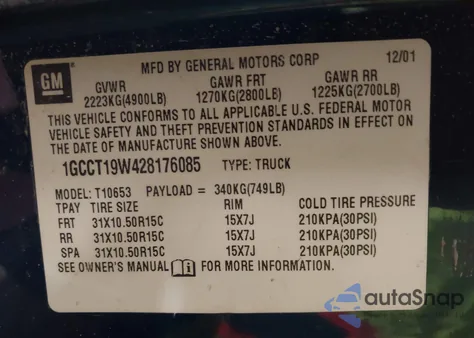 GM
MFD BY GENERAL MOTORS CORP 12/01
GVWR GAWR FRT GAWR RR
2223KG(4900LB) 1270KG(2800LB) 1225KG(2700LB)
THIS VEHICLE CONFORMS TO ALL APPLICABLE U.S. FEDERAL MOTOR
VEHICLE SAFETY AND THEFT PREVENTION STANDARDS IN EFFECT ON
THE DATE OF MANUFACTURE SHOWN ABOVE.
1GCCT19W428176085 TYPE: TRUCK
MODEL: T10653 PAYLOAD = 340KG(749LB)
TPAY TIRE SIZE RIM COLD TIRE PRESSURE
FRT 31X10.50R15C 15X7J 210KPA(30PSI)
RR 31X10.50R15C 15X7J 210KPA(30PSI)
SPA 31X10.50R15C 15X7J 210KPA(30PSI)
SEE OWNER'S MANUAL FOR MORE INFORMATION.
autoSnap